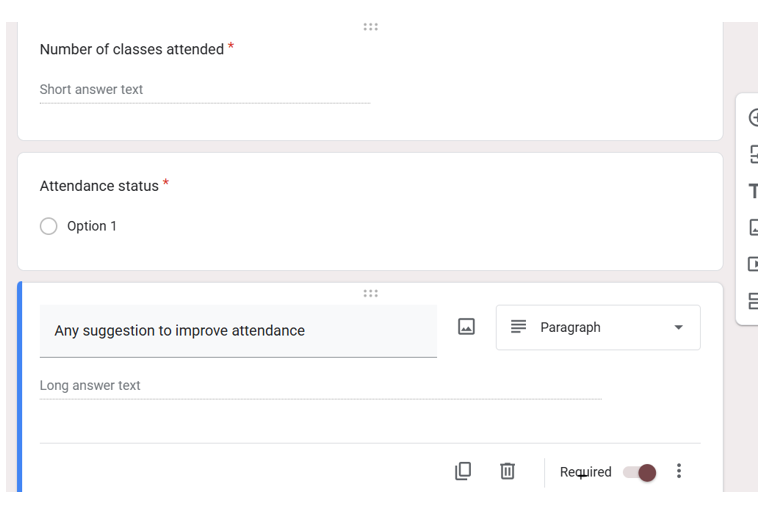 Number of classes attended *
Short answer text
Attendance status *
Option 1
Any suggestion to improve attendance
Paragraph
Long answer text
Required